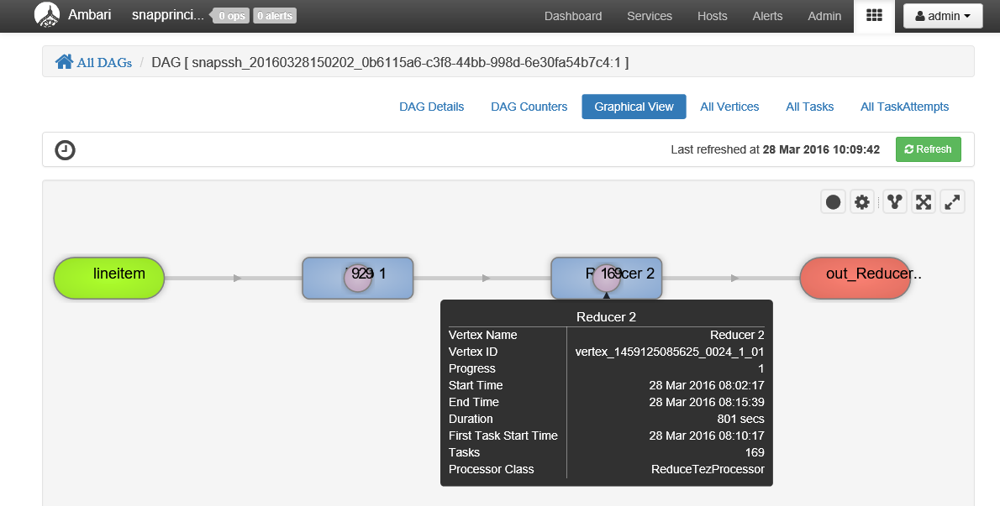 Ambari snapprinci... 0 ops 0 alerts Dashboard Services Hosts Alerts Admin admin
All DAGs / DAG [ snapssh_20160328150202_0b6115a6-c3f8-44bb-998d-6e30fa54b7c4:1 ]
DAG Details DAG Counters Graphical View All Vertices All Tasks All TaskAttempts
Last refreshed at 28 Mar 2016 10:09:42 Refresh
lineitem 1 169 cer 2 out_Reducer..
Reducer 2
Vertex Name Reducer 2
Vertex ID vertex_1459125085625_0024_1_01
Progress 1
Start Time 28 Mar 2016 08:02:17
End Time 28 Mar 2016 08:15:39
Duration 801 secs
First Task Start Time 28 Mar 2016 08:10:17
Tasks 169
Processor Class ReduceTezProcessor